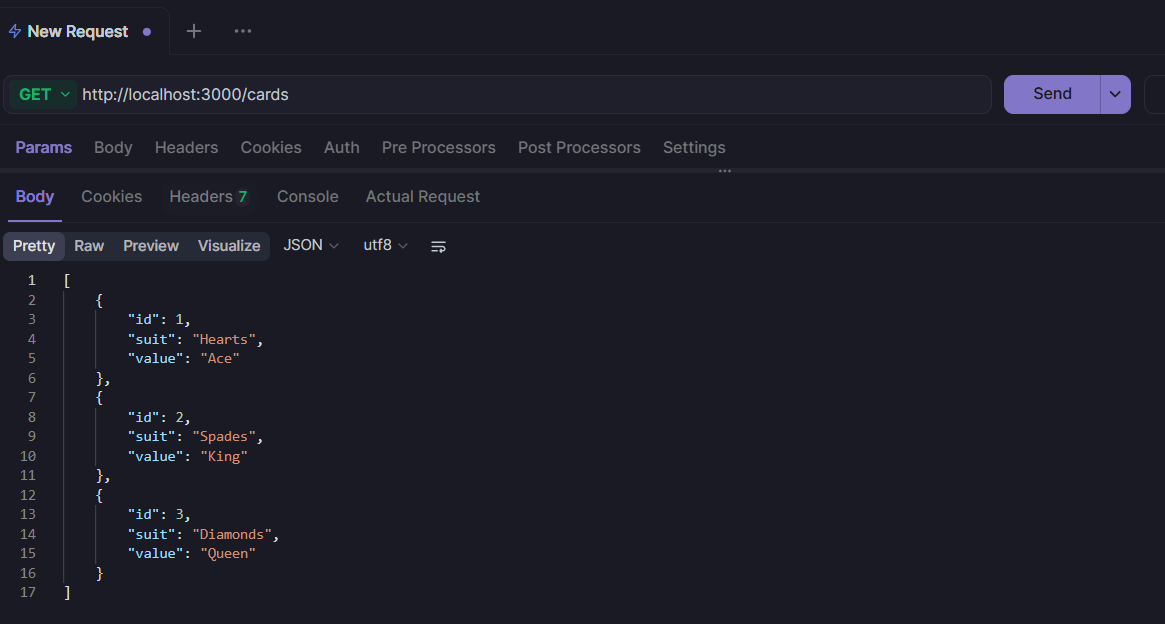 New Request
GET http://localhost:3000/cards Send
Params Body Headers Cookies Auth Pre Processors Post Processors Settings
Body Cookies Headers 7 Console Actual Request
Pretty Raw Preview Visualize JSON utf8
1 [
2 {
3 "id": 1,
4 "suit": "Hearts",
5 "value": "Ace"
6 },
7 {
8 "id": 2,
9 "suit": "Spades",
10 "value": "King"
11 },
12 {
13 "id": 3,
14 "suit": "Diamonds",
15 "value": "Queen"
16 }
17 ]